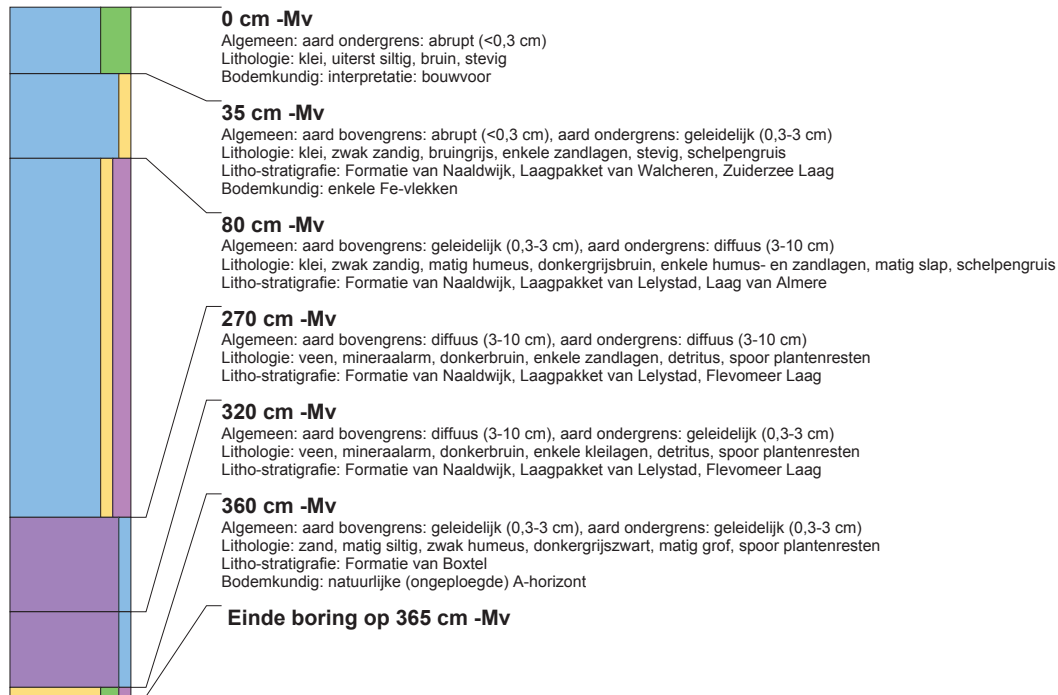 0 cm -Mv
Algemeen: aard ondergrens: abrupt (<0,3 cm)
Lithologie: klei, uiterst siltig, bruin, stevig
Bodemkundig: interpretatie: bouwvoor
35 cm -Mv
Algemeen: aard bovengrens: abrupt (<0,3 cm), aard ondergrens: geleidelijk (0,3-3 cm)
Lithologie: klei, zwak zandig, bruingrijs, enkele zandlagen, stevig, schelpengruis
Litho-stratigrafie: Formatie van Naaldwijk, Laagpakket van Walcheren, Zuiderzee Laag
Bodemkundig: enkele Fe-vlekken
80 cm -Mv
Algemeen: aard bovengrens: geleidelijk (0,3-3 cm), aard ondergrens: diffuus (3-10 cm)
Lithologie: klei, zwak zandig, matig humeus, donkergrijsbruin, enkele humus- en zandlagen, matig slap, schelpengruis
Litho-stratigrafie: Formatie van Naaldwijk, Laagpakket van Lelystad, Laag van Almere
270 cm -Mv
Algemeen: aard bovengrens: diffuus (3-10 cm), aard ondergrens: diffuus (3-10 cm)
Lithologie: veen, mineraalarm, donkerbruin, enkele zandlagen, detritus, spoor plantenresten
Litho-stratigrafie: Formatie van Naaldwijk, Laagpakket van Lelystad, Flevomeer Laag
320 cm -Mv
Algemeen: aard bovengrens: diffuus (3-10 cm), aard ondergrens: geleidelijk (0,3-3 cm)
Lithologie: veen, mineraalarm, donkerbruin, enkele kleilagen, detritus, spoor plantenresten
Litho-stratigrafie: Formatie van Naaldwijk, Laagpakket van Lelystad, Flevomeer Laag
360 cm -Mv
Algemeen: aard bovengrens: geleidelijk (0,3-3 cm), aard ondergrens: geleidelijk (0,3-3 cm)
Lithologie: zand, matig siltig, zwak humeus, donkergrijszwart, matig grof, spoor plantenresten
Litho-stratigrafie: Formatie van Boxtel
Bodemkundig: natuurlijke (ongeploegde) A-horizont
Einde boring op 365 cm -Mv